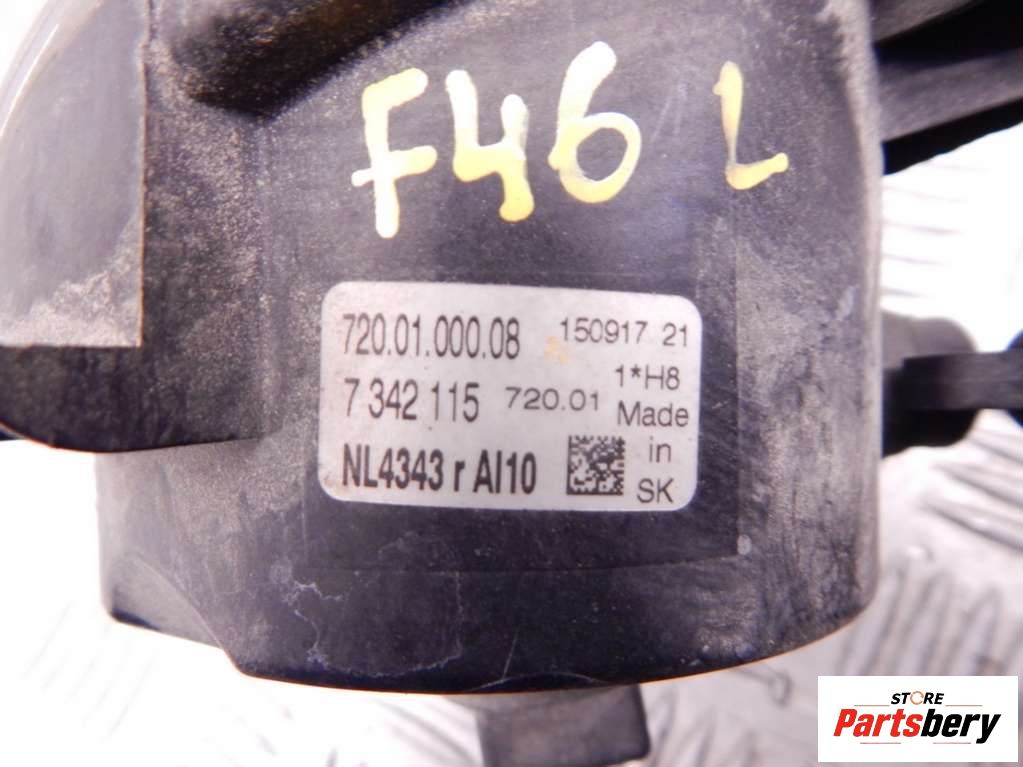 F46 L
720.01.000.08 150917 21
7 342 115 720.01 1*H8
Made
in
NL4343 r AI10 SK
STORE
Partsbery